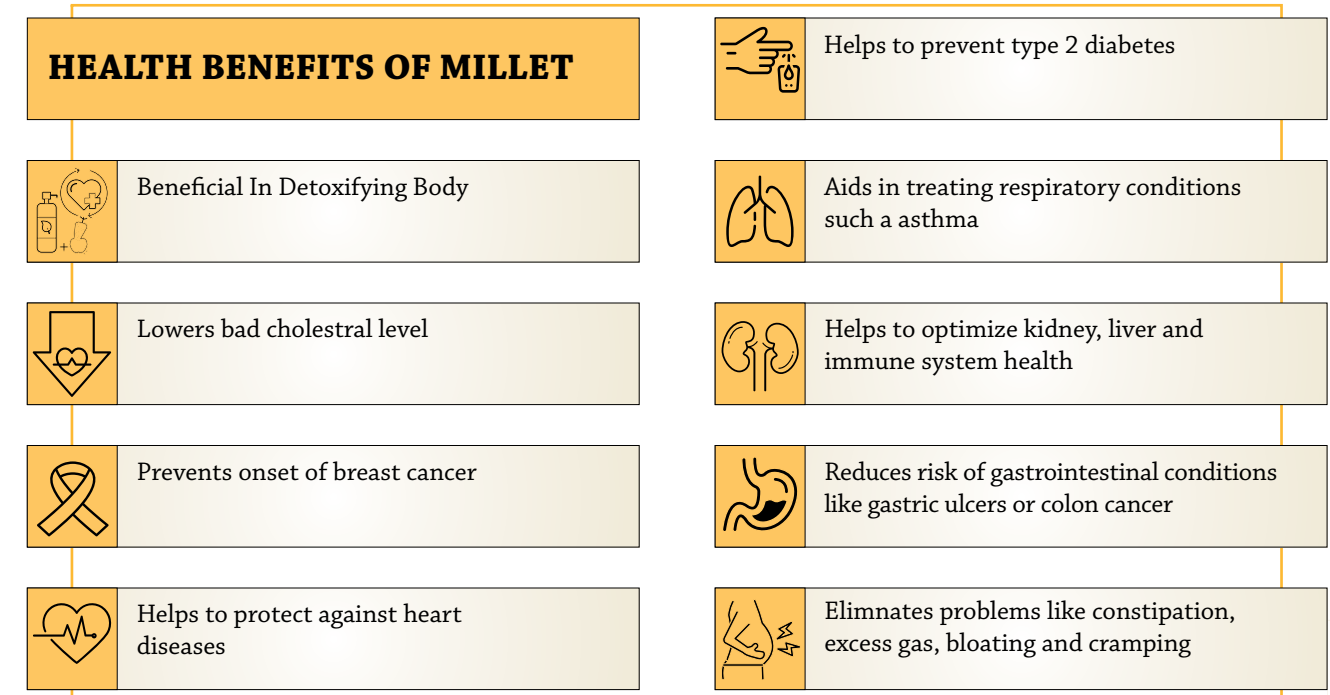 HEALTH BENEFITS OF MILLET
Beneficial In Detoxifying Body
Lowers bad cholestral level
Prevents onset of breast cancer
Helps to protect against heart
diseases
Helps to prevent type 2 diabetes
Aids in treating respiratory conditions
such a asthma
Helps to optimize kidney, liver and
immune system health
Reduces risk of gastrointestinal conditions
like gastric ulcers or colon cancer
Elimnates problems like constipation,
excess gas, bloating and cramping